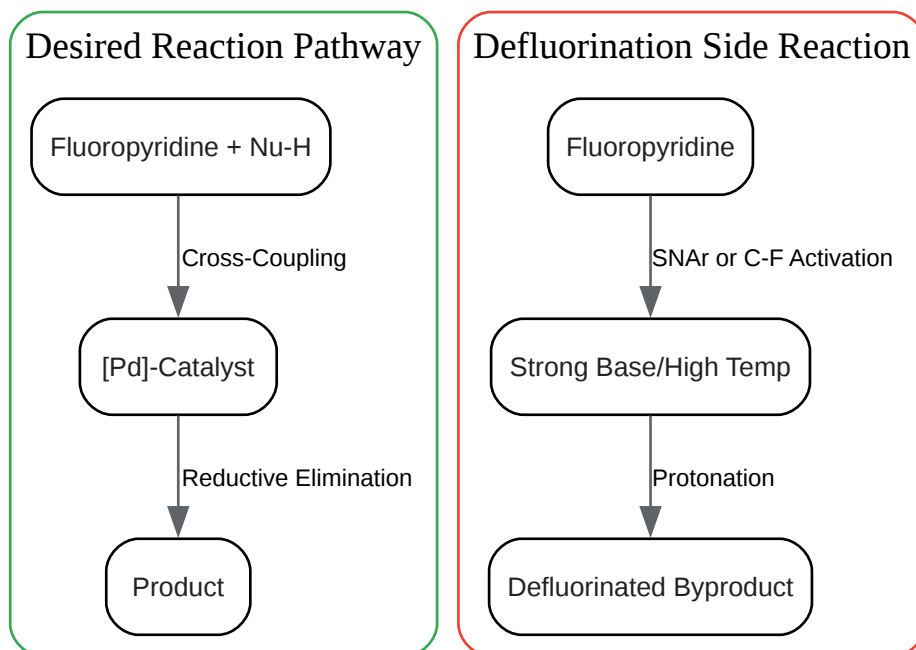 Desired Reaction Pathway
Fluoropyridine + Nu-H
Cross-Coupling
[Pd]-Catalyst
Reductive Elimination
Product
Defluorination Side Reaction
Fluoropyridine
SNAr or C-F Activation
Strong Base/High Temp
Protonation
Defluorinated Byproduct